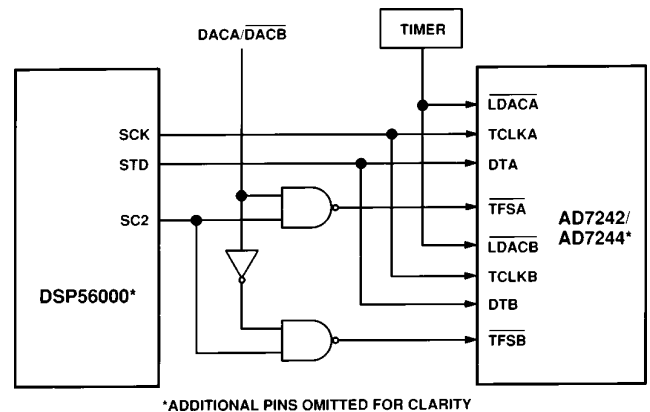 DACA/DACB
TIMER
LDACA
SCK
TCLKA
STD
DTA
SC2
TFSA
AD7242/
AD7244*
LDACB
TCLKB
DSP56000*
DTB
TFSB
*ADDITIONAL PINS OMITTED FOR CLARITY